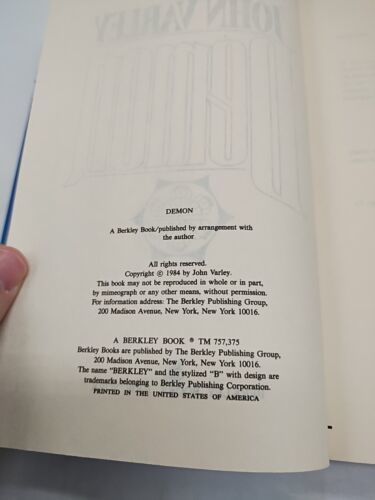 JOHN VARLEY
DEMON
DEMON
A Berkley Book/published by arrangement with
the author
All rights reserved.
Copyright © 1984 by John Varley.
This book may not be reproduced in whole or in part,
by mimeograph or any other means, without permission.
For information address: The Berkley Publishing Group,
200 Madison Avenue, New York, New York 10016.
A BERKLEY BOOK ® TM 757,375
Berkley Books are published by The Berkley Publishing Group,
200 Madison Avenue, New York, New York 10016.
The name "BERKLEY" and the stylized "B" with design are
trademarks belonging to Berkley Publishing Corporation.
PRINTED IN THE UNITED STATES OF AMERICA